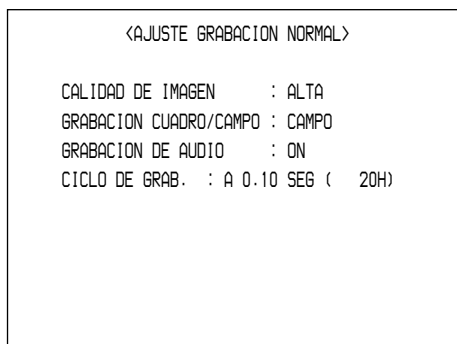 <AJUSTE GRABACION NORMAL>
CALIDAD DE IMAGEN : ALTA
GRABACION CUADRO/CAMPO : CAMPO
GRABACION DE AUDIO : ON
CICLO DE GRAB. : A 0.10 SEG ( 20H)